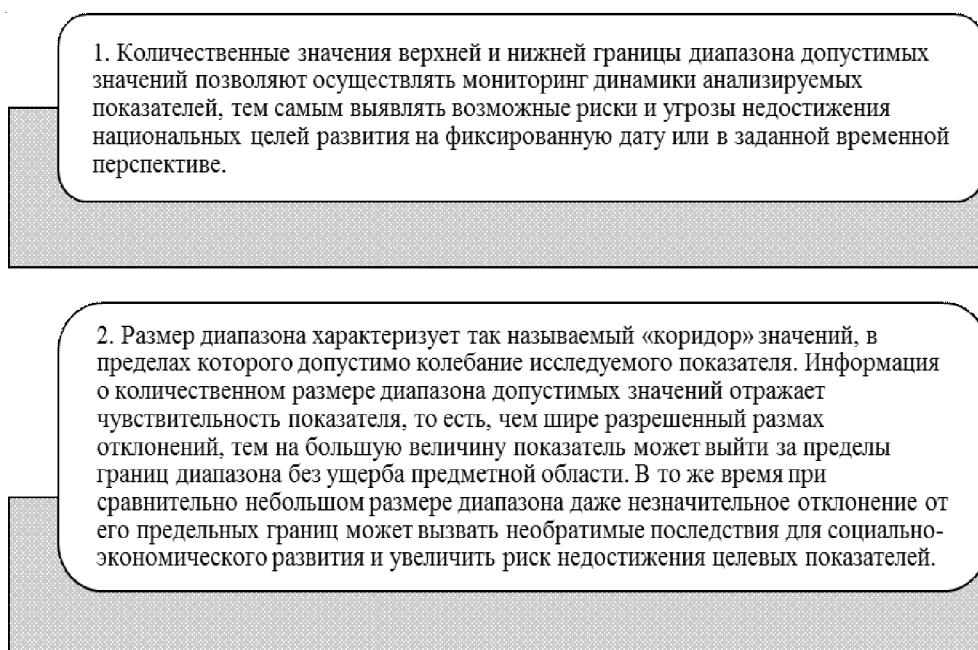 1. Количественные значения верхней и нижней границы диапазона допустимых
значений позволяют осуществлять мониторинг динамики анализируемых
показателей, тем самым выявлять возможные риски и угрозы недостижения
национальных целей развития на фиксированную дату или в заданной временной
перспективе.
2. Размер диапазона характеризует так называемый «коридор» значений, в
пределах которого допустимо колебание исследуемого показателя. Информация
о количественном размере диапазона допустимых значений отражает
чувствительность показателя, то есть, чем шире разрешенный размах
отклонений, тем на большую величину показатель может выйти за пределы
границ диапазона без ущерба предметной области. В то же время при
сравнительно небольшом размере диапазона даже незначительное отклонение от
его предельных границ может вызвать необратимые последствия для социально-
экономического развития и увеличить риск недостижения целевых показателей.